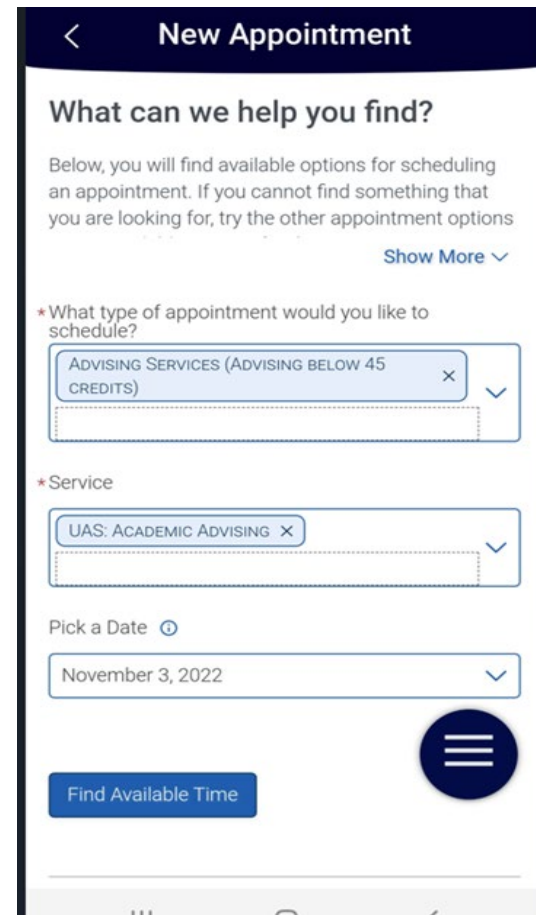 New Appointment
What can we help you find?
Below, you will find available options for scheduling
an appointment. If you cannot find something that
you are looking for, try the other appointment options
Show More
*What type of appointment would you like to
schedule?
ADVISING SERVICES (ADVISING BELOW 45
CREDITS) ×
*Service
UAS: ACADEMIC ADVISING ×
Pick a Date
November 3, 2022
Find Available Time